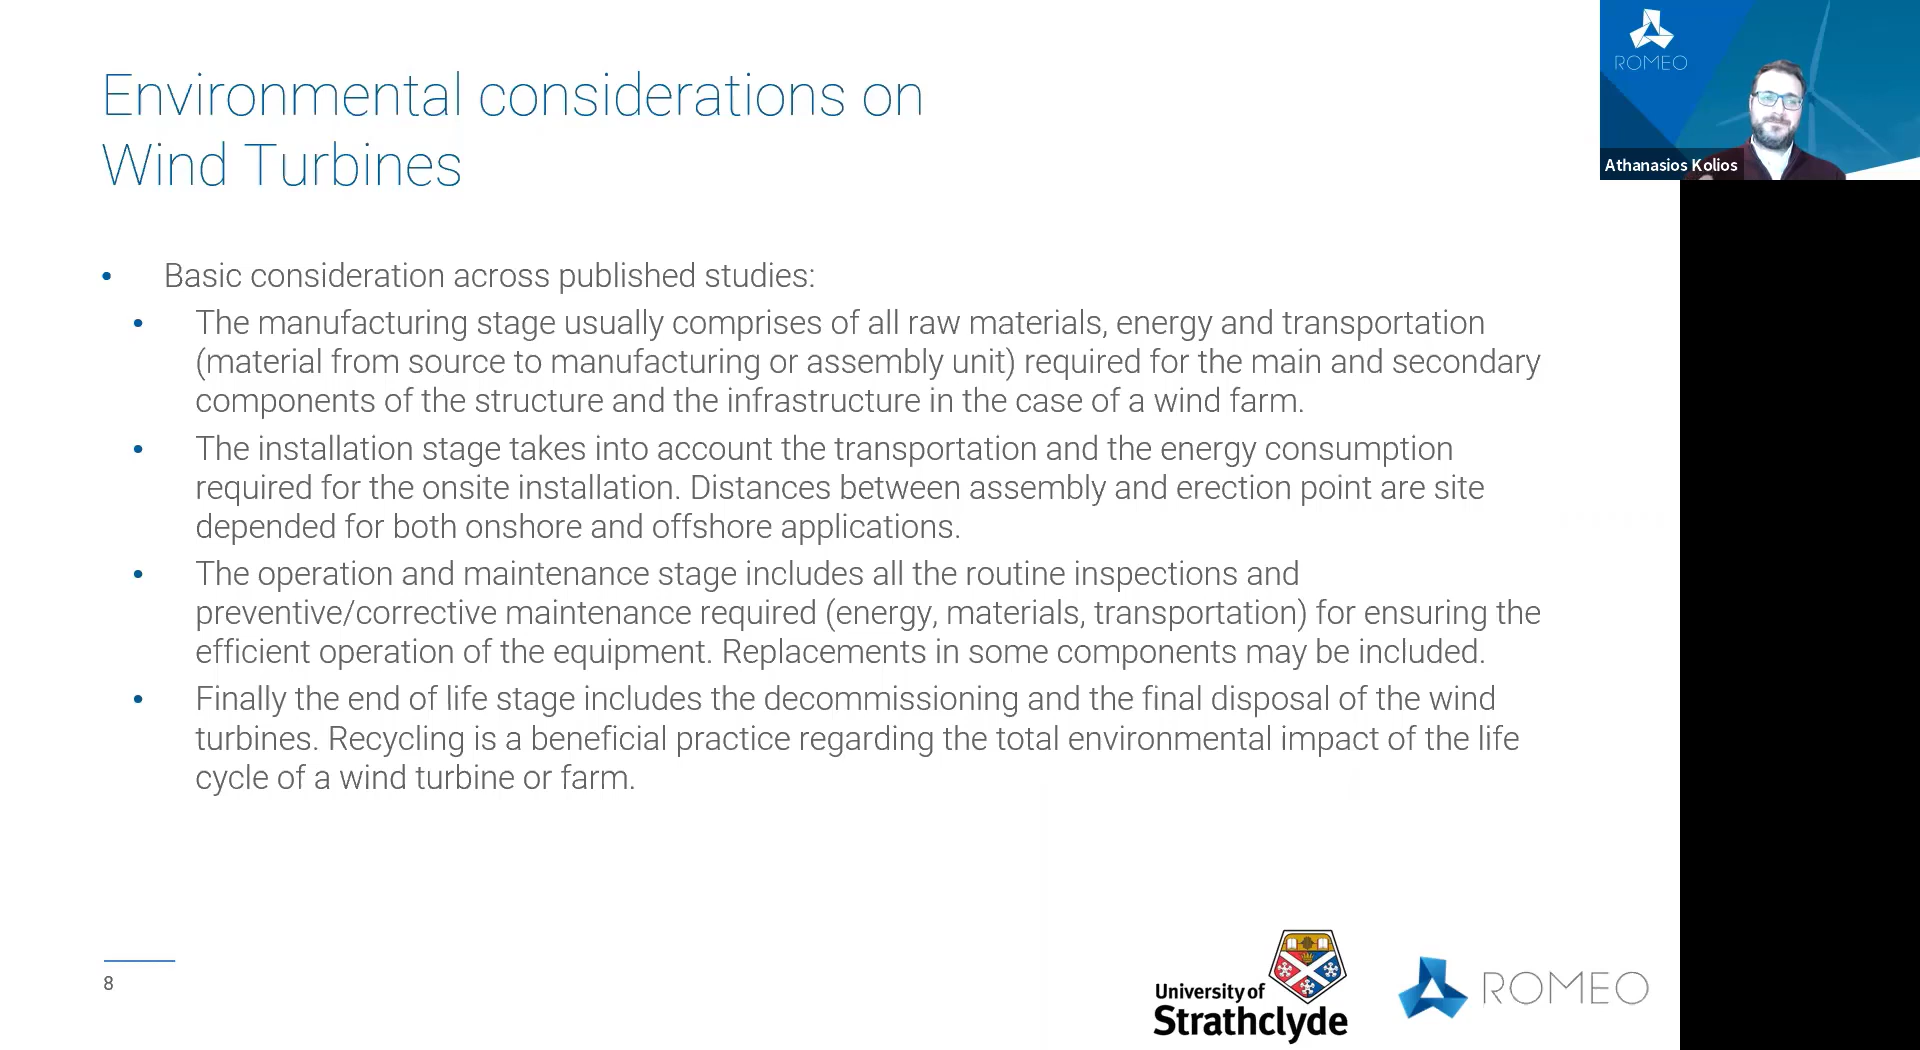 Environmental considerations on
Wind Turbines
• Basic consideration across published studies:
• The manufacturing stage usually comprises of all raw materials, energy and transportation
(material from source to manufacturing or assembly unit) required for the main and secondary
components of the structure and the infrastructure in the case of a wind farm.
• The installation stage takes into account the transportation and the energy consumption
required for the onsite installation. Distances between assembly and erection point are site
depended for both onshore and offshore applications.
• The operation and maintenance stage includes all the routine inspections and
preventive/corrective maintenance required (energy, materials, transportation) for ensuring the
efficient operation of the equipment. Replacements in some components may be included.
• Finally the end of life stage includes the decommissioning and the final disposal of the wind
turbines. Recycling is a beneficial practice regarding the total environmental impact of the life
cycle of a wind turbine or farm.
8
University of
Strathclyde
ROMEO
ROMEO
Athanasios Kolios